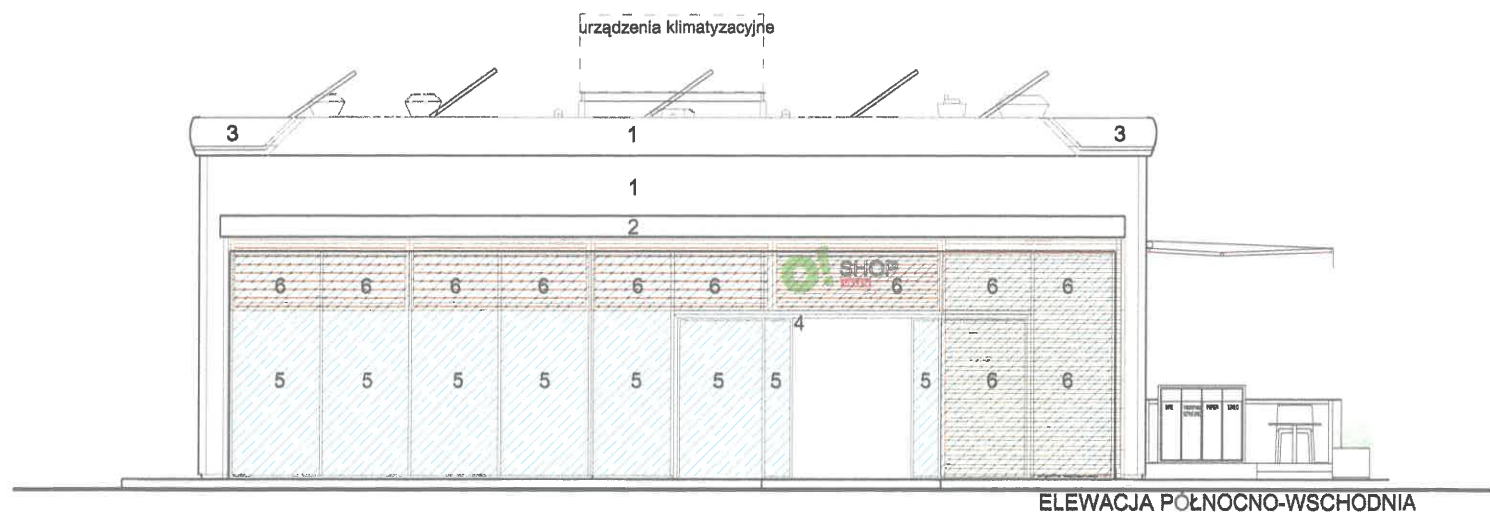 urządzenia klimatyzacyjne
3 1 3
1
2
O! SHOP
6 6 6 6 6 6 6 6 6
4
5 5 5 5 5 5 5 5 6 6
PAPIER
ELEWACJA PÓŁNOCNO-WSCHODNIA